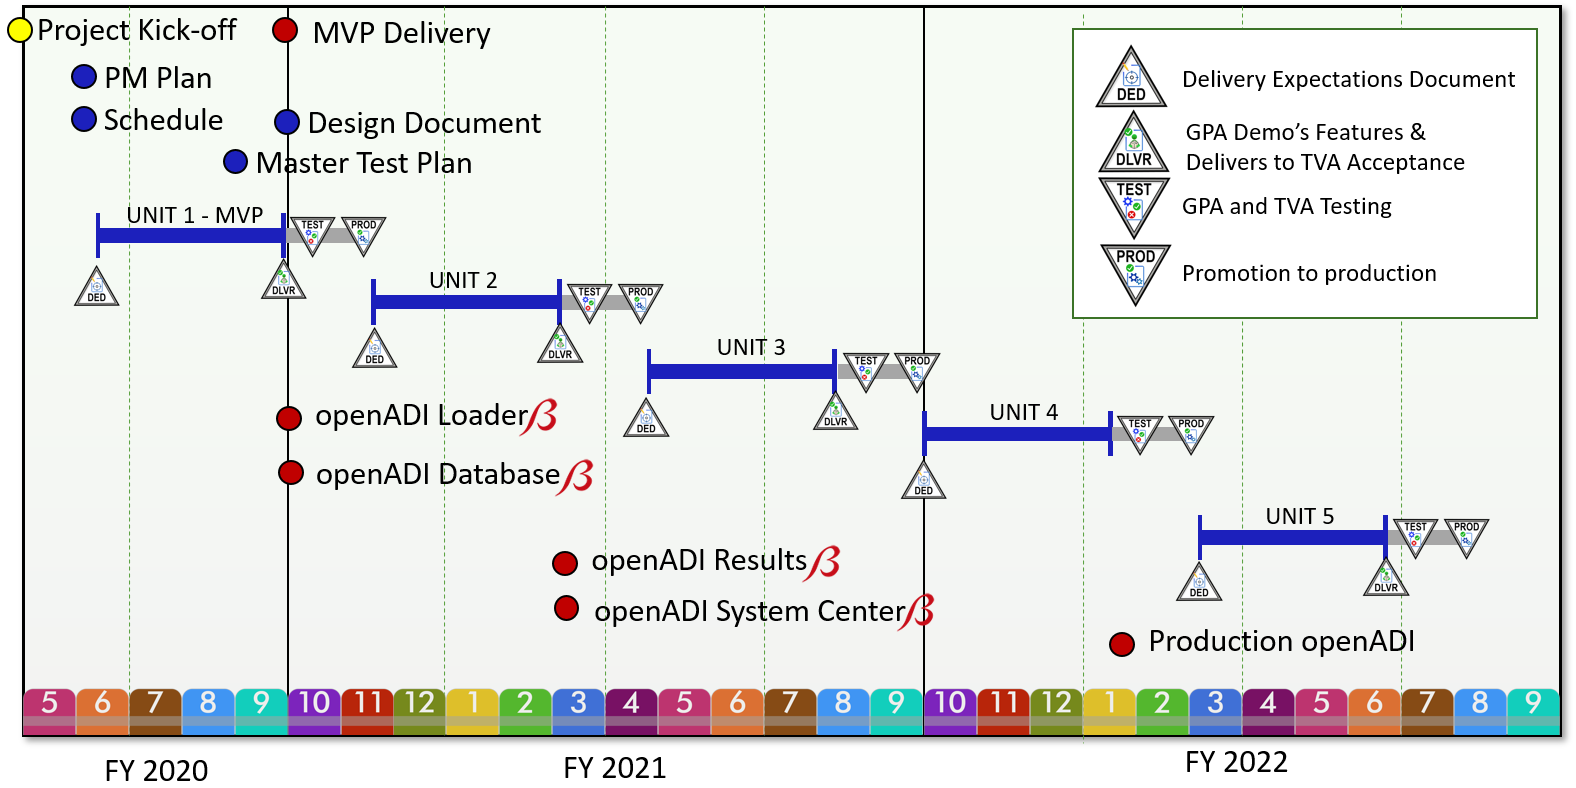 Project Kick-off
MVP Delivery
PM Plan
Schedule
Design Document
Master Test Plan
DED
Delivery Expectations Document
DLVR
GPA Demo's Features &
Delivers to TVA Acceptance
TEST
GPA and TVA Testing
PROD
Promotion to production
UNIT 1 - MVP
TEST
PROD
DED
DLVR
UNIT 2
TEST
PROD
DED
DLVR
UNIT 3
TEST
PROD
DED
DLVR
UNIT 4
TEST
PROD
DED
openADI Loader β
openADI Database β
UNIT 5
TEST
PROD
DED
DLVR
openADI Results β
openADI System Center β
Production openADI
5 6 7 8 9 10 11 12 1 2 3 4 5 6 7 8 9 10 11 12 1 2 3 4 5 6 7 8 9
FY 2020
FY 2021
FY 2022